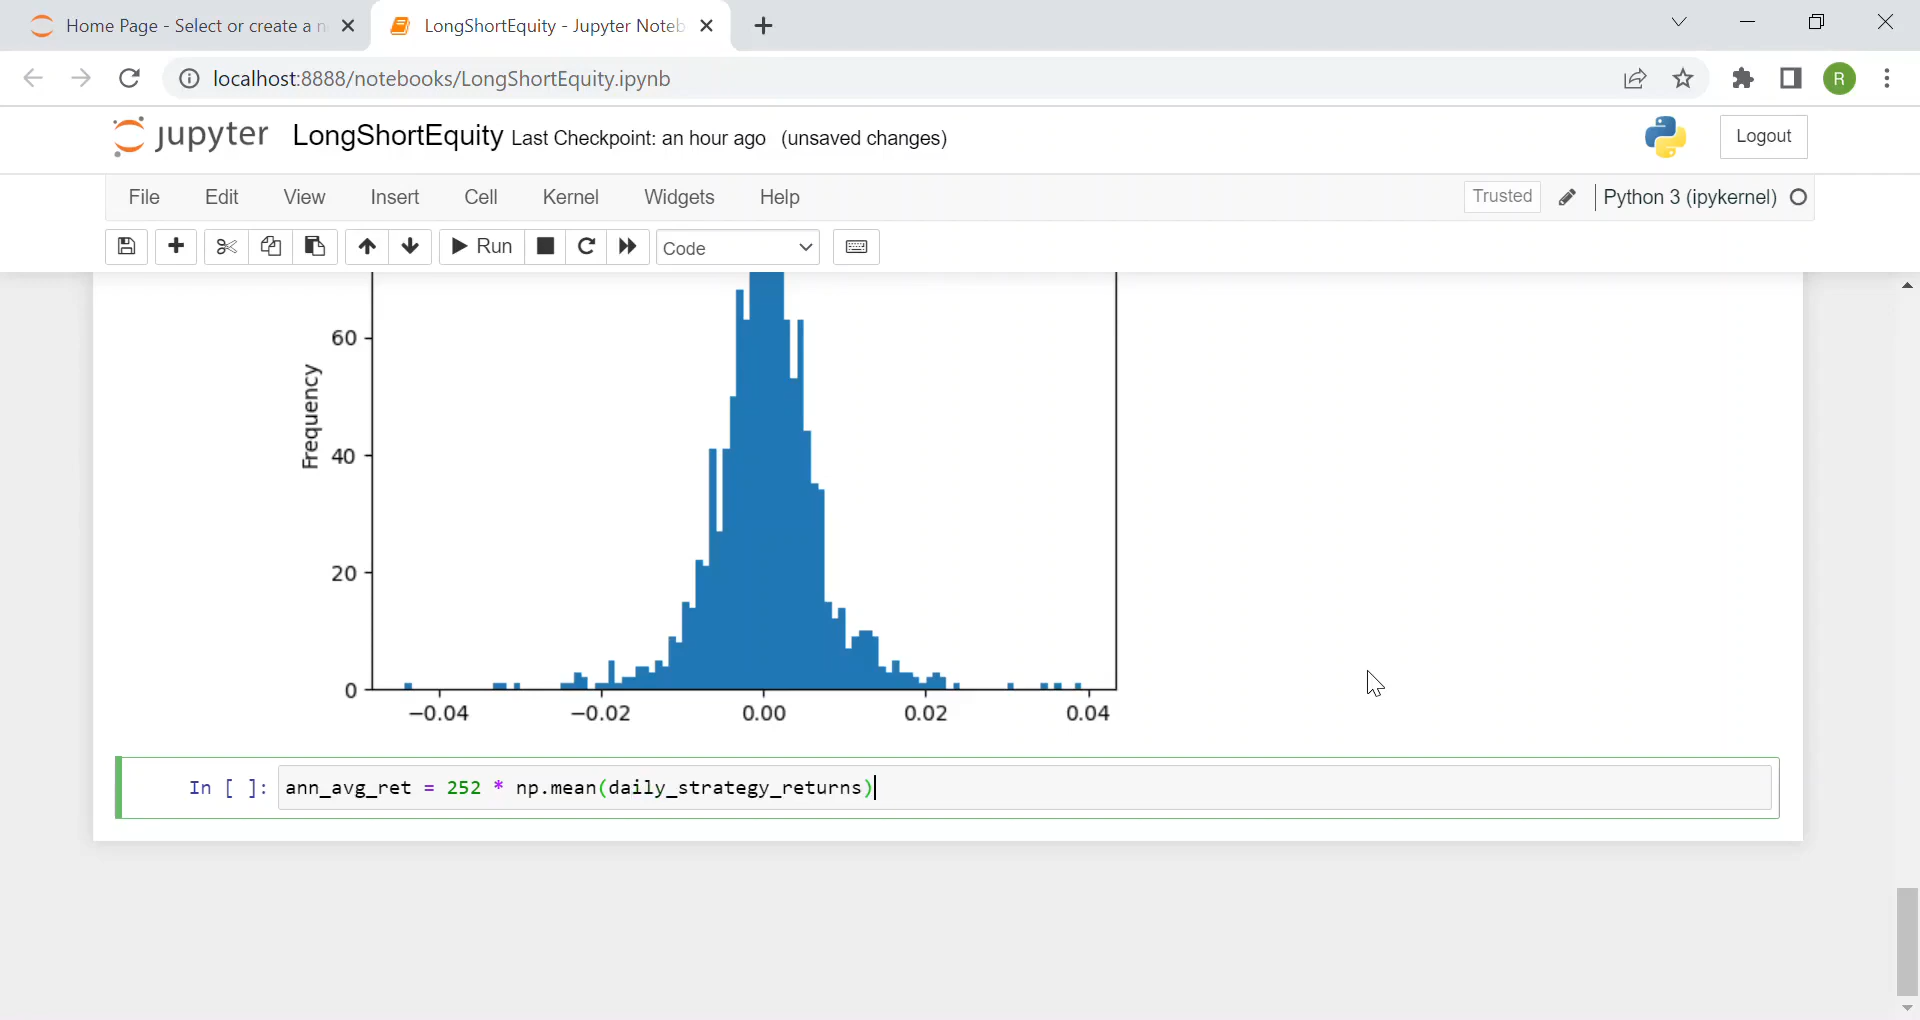 Home Page - Select or create a n
LongShortEquity - Jupyter Noteb
localhost:8888/notebooks/LongShortEquity.ipynb
R
jupyter
LongShortEquity Last Checkpoint: an hour ago (unsaved changes)
Logout
File Edit View Insert Cell Kernel Widgets Help
Trusted
Python 3 (ipykernel)
Run
Code
Frequency
60
40
20
0
−0.04 −0.02 0.00 0.02 0.04
In [ ]: ann_avg_ret = 252 * np.mean(daily_strategy_returns)